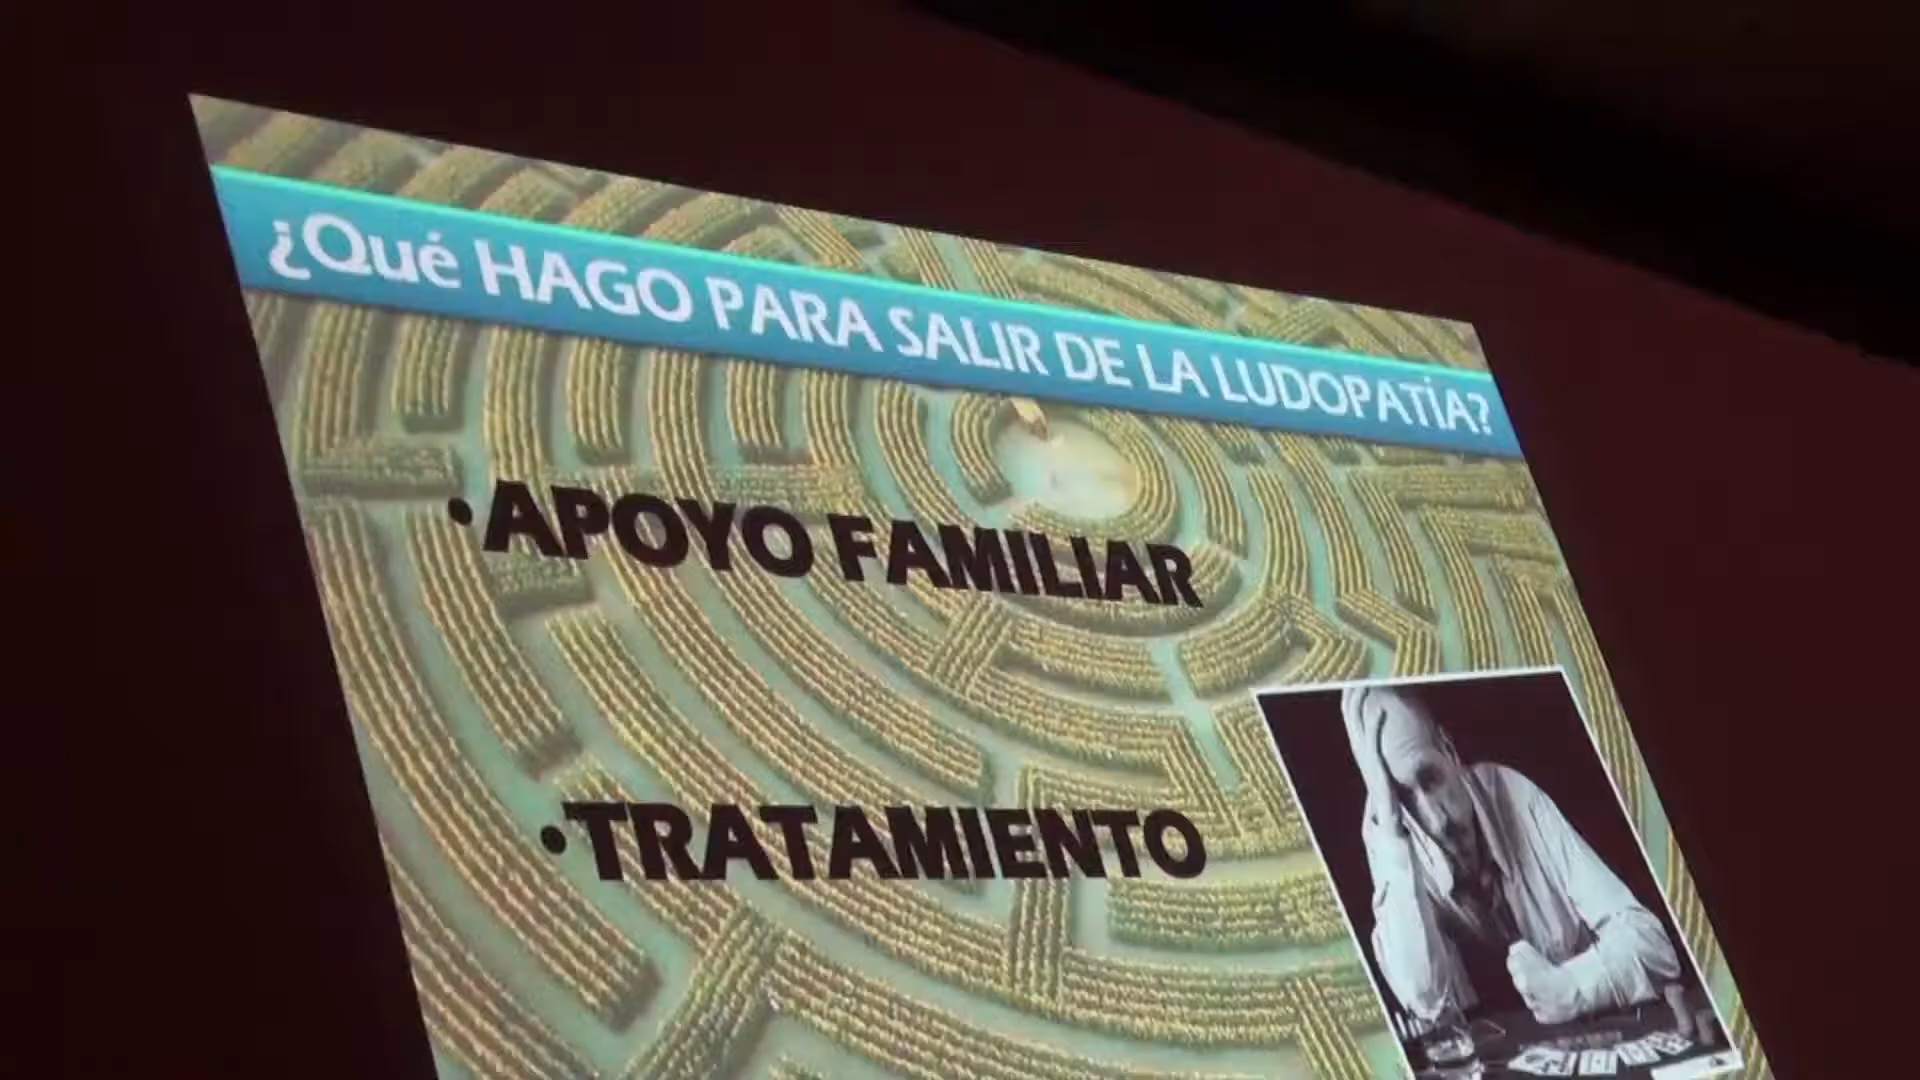 ¿Qué HAGO PARA SALIR DE LA LUDOPATÍA?
•APOYO FAMILIAR
•TRATAMIENTO